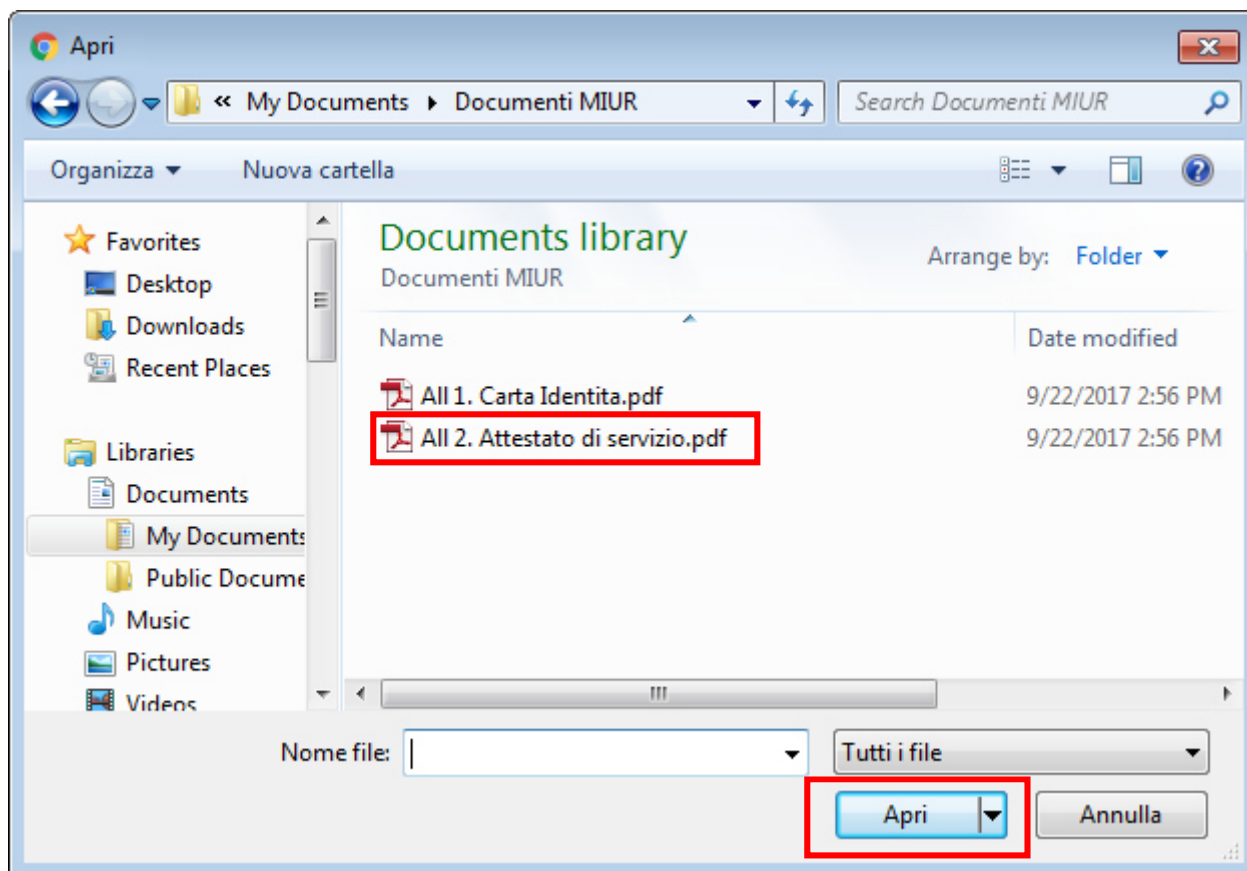 Apri
« My Documents Documenti MIUR
Search Documenti MIUR
Organizza Nuova cartella
Favorites
Desktop
Downloads
Recent Places
Libraries
Documents
My Documents
Public Docume
Music
Pictures
Videos
Documents library
Documenti MIUR
Arrange by: Folder
Name Date modified
All 1. Carta Identita.pdf 9/22/2017 2:56 PM
All 2. Attestato di servizio.pdf 9/22/2017 2:56 PM
Nome file: Tutti i file
Apri Annulla